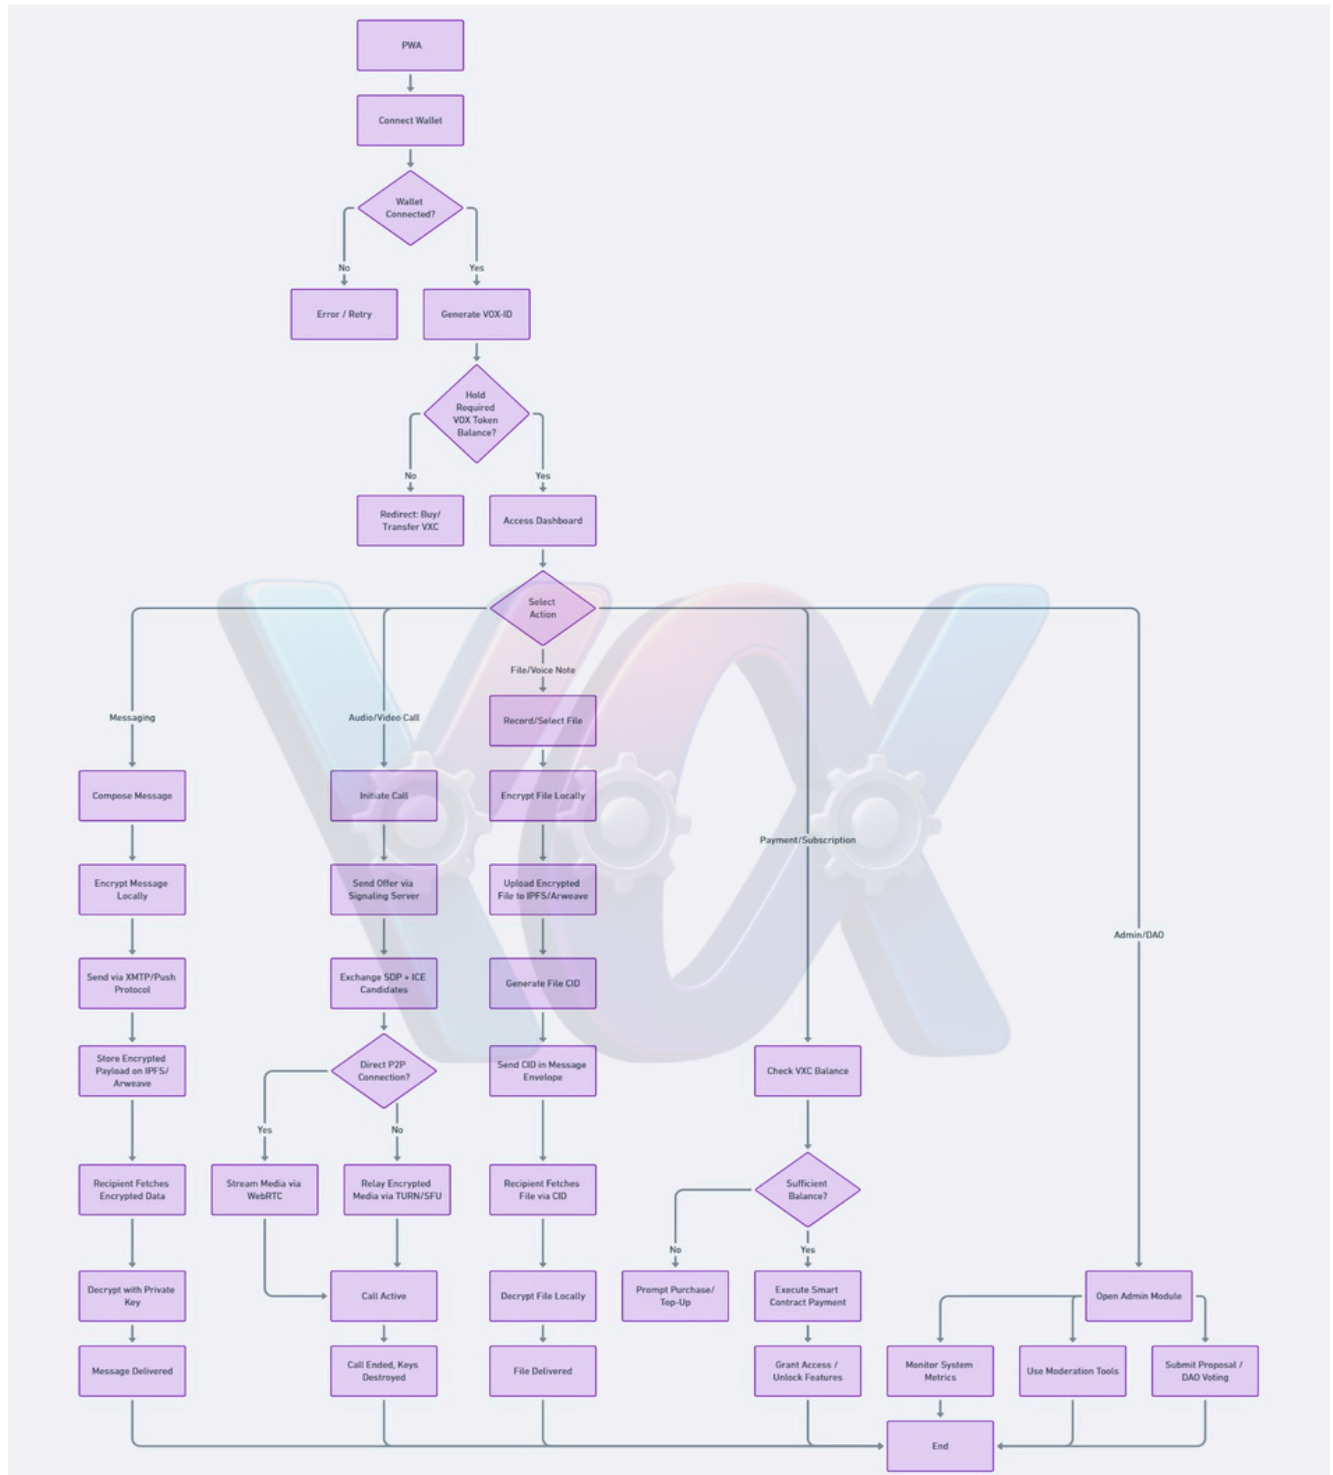 PWA
Connect Wallet
Wallet
Connected?
No
Yes
Error / Retry
Generate VOX-ID
Hold
Required
VOX Token
Balance?
No
Yes
Redirect: Buy/
Transfer VXC
Access Dashboard
Select
Action
File/Voice Note
Messaging
Audio/Video Call
Record/Select File
Compose Message
Initiate Call
Encrypt File Locally
Payment/Subscription
Encrypt Message
Locally
Send Offer via
Signaling Server
Upload Encrypted
File to IPFS/Arweave
Admin/DAO
Send via XMTP/Push
Protocol
Exchange SDP + ICE
Candidates
Generate File CID
Store Encrypted
Payload on IPFS/
Arweave
Direct P2P
Connection?
Send CID in Message
Envelope
Check VXC Balance
Yes
No
Recipient Fetches
Encrypted Data
Stream Media via
WebRTC
Relay Encrypted
Media via TURN/SFU
Recipient Fetches
File via CID
Sufficient
Balance?
No
Yes
Decrypt with Private
Key
Call Active
Decrypt File Locally
Prompt Purchase/
Top-Up
Execute Smart
Contract Payment
Open Admin Module
Message Delivered
Call Ended, Keys
Destroyed
File Delivered
Grant Access /
Unlock Features
Monitor System
Metrics
Use Moderation Tools
Submit Proposal /
DAO Voting
End
VOX